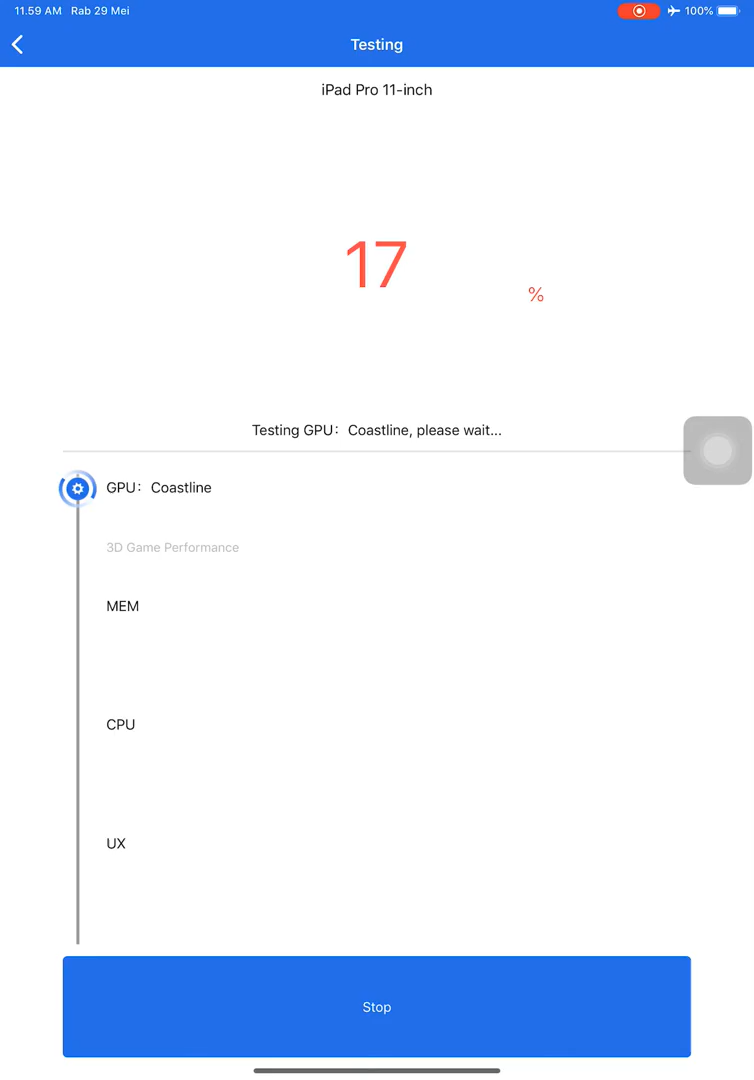 11.59 AM Rab 29 Mei
100%
Testing
iPad Pro 11-inch
17
%
Testing GPU：Coastline, please wait...
GPU：Coastline
3D Game Performance
MEM
CPU
UX
Stop